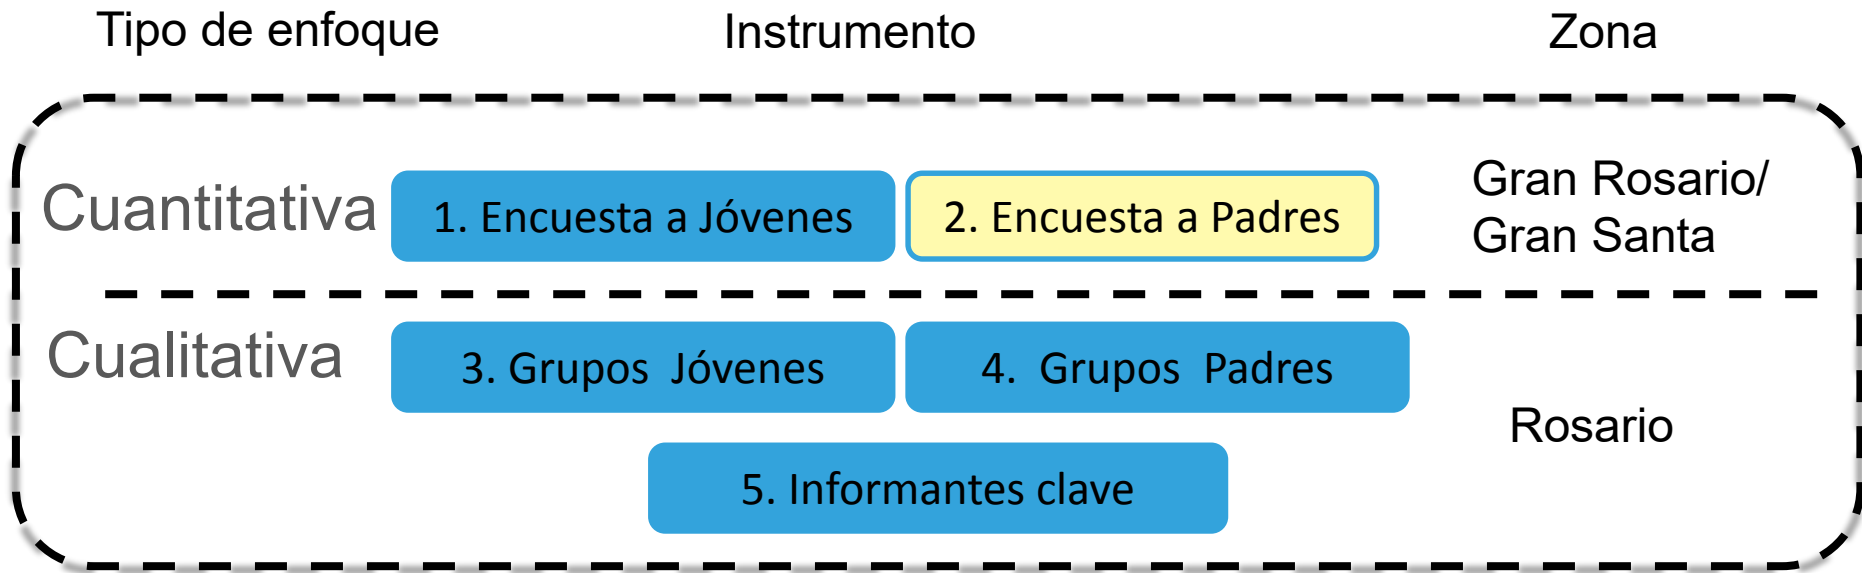 Tipo de enfoque Instrumento Zona
Cuantitativa
1. Encuesta a Jóvenes
2. Encuesta a Padres
Gran Rosario/
Gran Santa
Cualitativa
3. Grupos Jóvenes
4. Grupos Padres
5. Informantes clave
Rosario